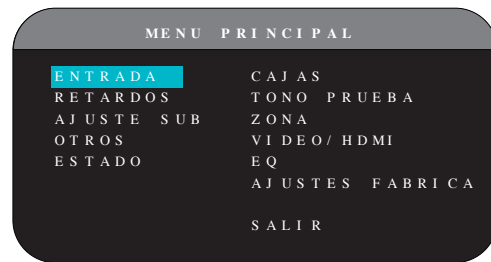 MENU PRINCIPAL
ENTRADA
RETARDOS
AJUSTE SUB
OTROS
ESTADO
CAJAS
TONO PRUEBA
ZONA
VIDEO/HDMI
EQ
AJUSTES FABRICA
SALIR